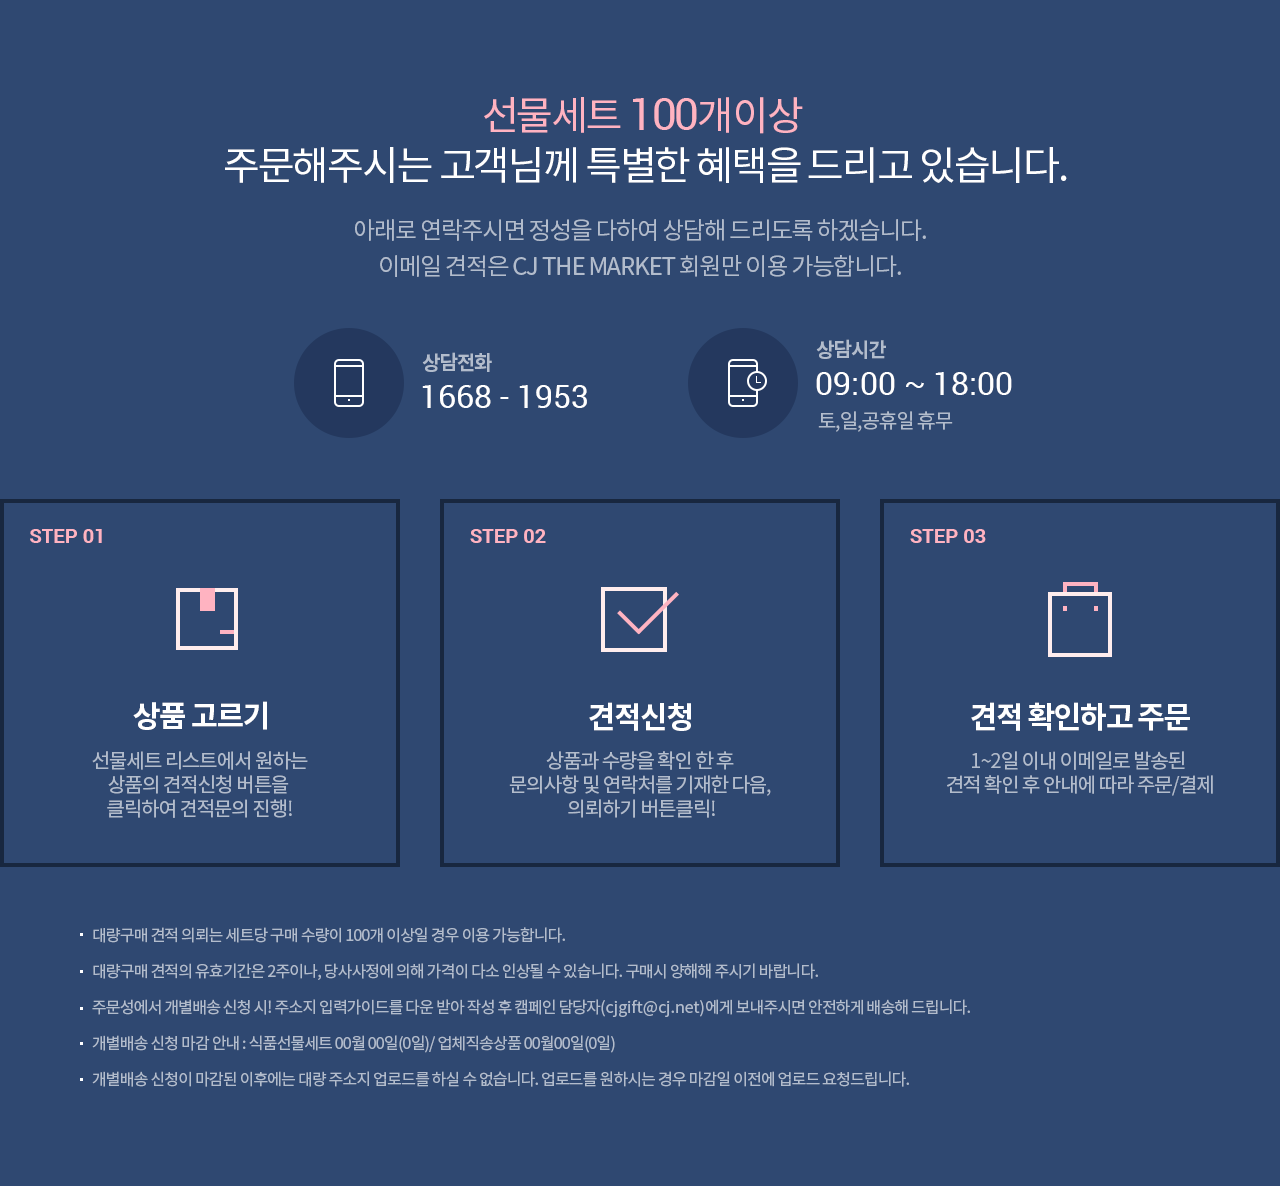 선물세트 100개이상
주문해주시는 고객님께 특별한 혜택을 드리고 있습니다.
아래로 연락주시면 정성을 다하여 상담해 드리도록 하겠습니다.
이메일 견적은 CJ THE MARKET 회원만 이용 가능합니다.
상담전화
1668 - 1953
상담시간
09:00 ~ 18:00
토,일,공휴일 휴무
STEP 01
상품 고르기
선물세트 리스트에서 원하는
상품의 견적신청 버튼을
클릭하여 견적문의 진행!
STEP 02
견적신청
상품과 수량을 확인 한 후
문의사항 및 연락처를 기재한 다음,
의뢰하기 버튼클릭!
STEP 03
견적 확인하고 주문
1~2일 이내 이메일로 발송된
견적 확인 후 안내에 따라 주문/결제
· 대량구매 견적 의뢰는 세트당 구매 수량이 100개 이상일 경우 이용 가능합니다.
· 대량구매 견적의 유효기간은 2주이나, 당사사정에 의해 가격이 다소 인상될 수 있습니다. 구매시 양해해 주시기 바랍니다.
· 주문성에서 개별배송 신청 시! 주소지 입력가이드를 다운 받아 작성 후 캠페인 담당자(cjgift@cj.net)에게 보내주시면 안전하게 배송해 드립니다.
· 개별배송 신청 마감 안내 : 식품선물세트 00월 00일(0일)/ 업체직송상품 00월00일(0일)
· 개별배송 신청이 마감된 이후에는 대량 주소지 업로드를 하실 수 없습니다. 업로드를 원하시는 경우 마감일 이전에 업로드 요청드립니다.